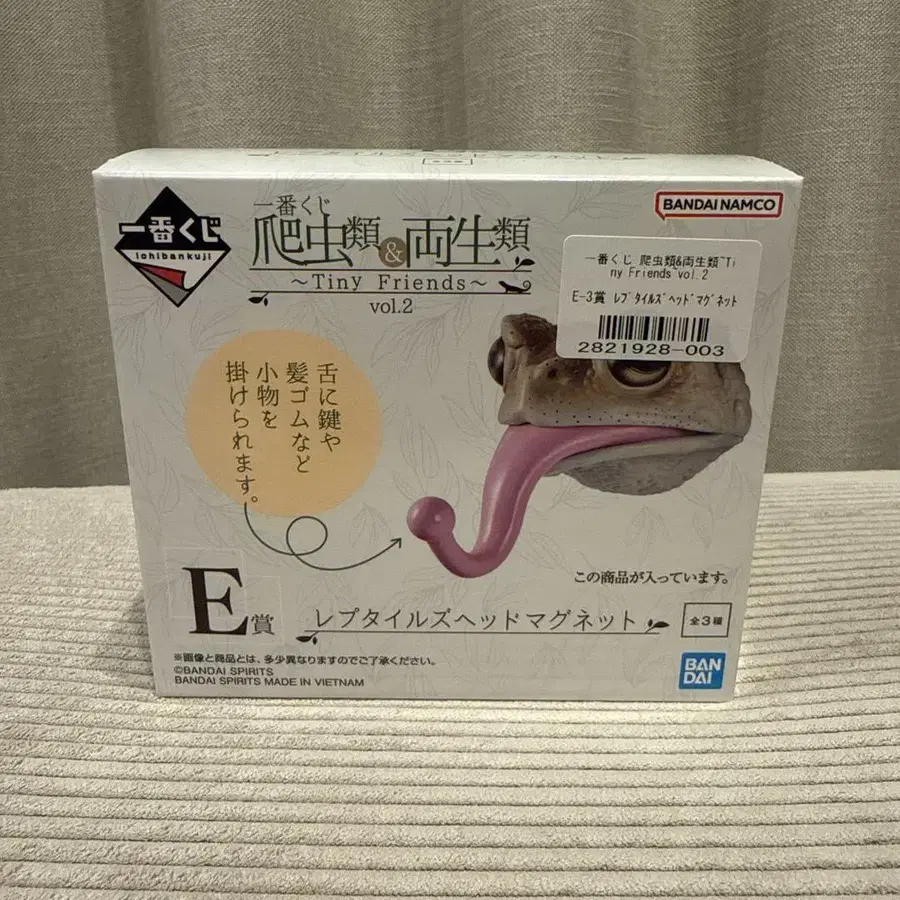 一番くじ
ichibankuji
一番くじ
爬虫類&両生類
～Tiny Friends～
vol.2
BANDAI NAMCO
一番くじ 爬虫類&両生類~Ti
ny Friends~vol.2
E-3賞 ﾚﾌﾟﾀｲﾙｽﾞﾍｯﾄﾞﾏｸﾞﾈｯﾄ
2821928-003
舌に鍵や
髪ゴムなど
小物を
掛けられます。
この商品が入っています。
E賞
レプタイルズヘッドマグネット
全3種
※画像と商品とは、多少異なりますのでご了承ください。
©BANDAI SPIRITS
BANDAI SPIRITS MADE IN VIETNAM
BAN
DAI